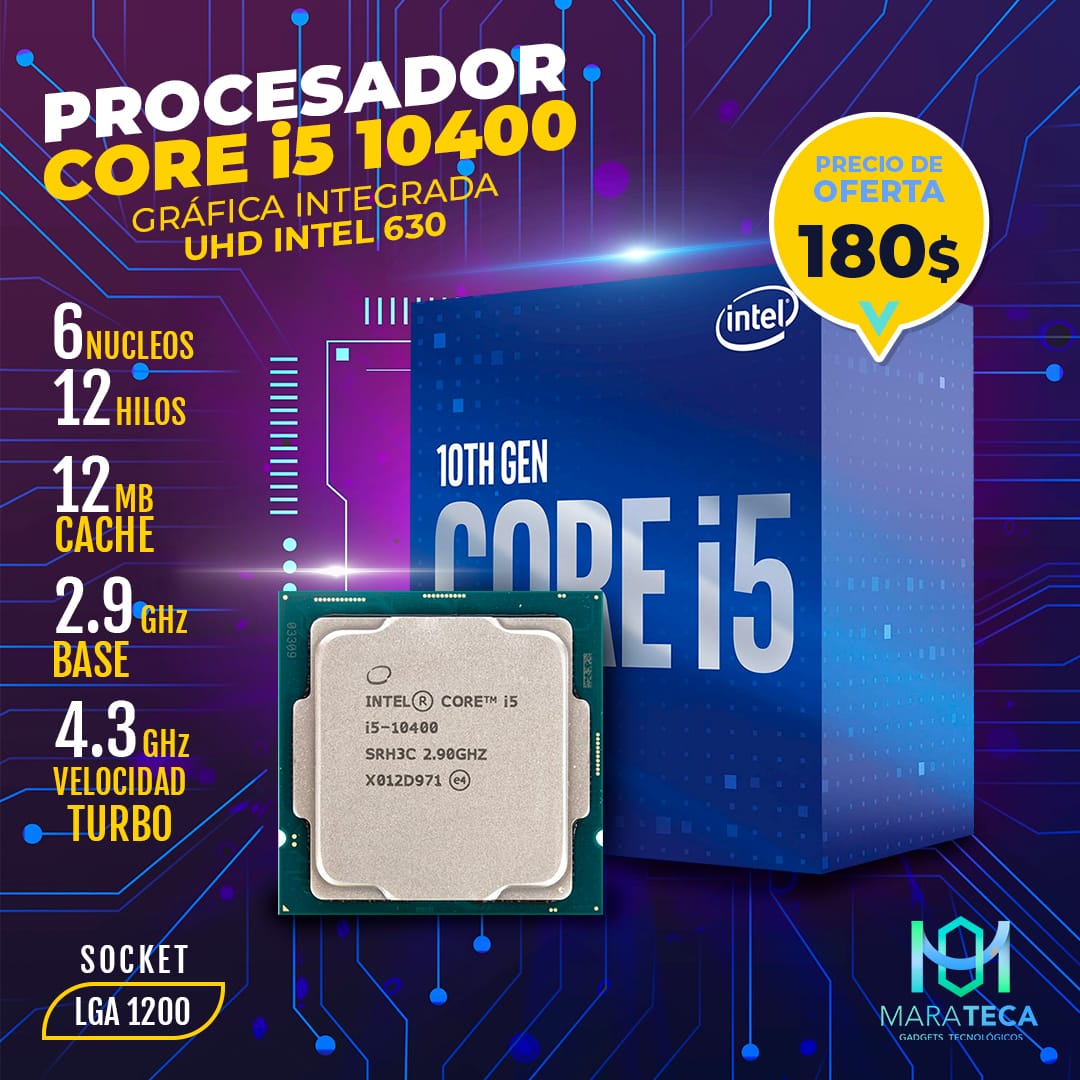 PROCESADOR
CORE i5 10400
GRÁFICA INTEGRADA
UHD INTEL 630
PRECIO DE
OFERTA
180$
6 NUCLEOS
12 HILOS
12 MB
CACHE
2.9 GHz
BASE
4.3 GHz
VELOCIDAD
TURBO
SOCKET
LGA 1200
intel
10TH GEN
CORE i5
03309
INTEL® CORE™ i5
i5-10400
SRH3C 2.90GHZ
X012D971 e4
MARATECA
GADGETS TECNOLÓGICOS